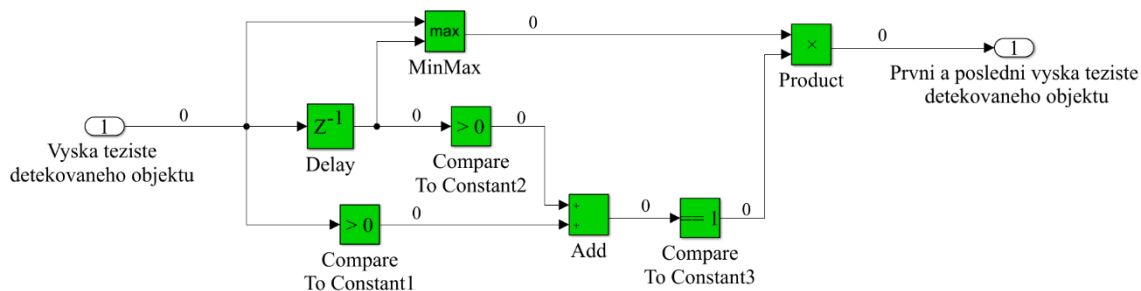 0
max
MinMax
0
×
Product
0
1
Prvni a posledni vyska teziste
detekovaneho objektu
1
Vyska teziste
detekovaneho objektu
0
Z-1
Delay
0
> 0
Compare
To Constant2
0
> 0
Compare
To Constant1
0
+
+
Add
0
== 1
Compare
To Constant3
0